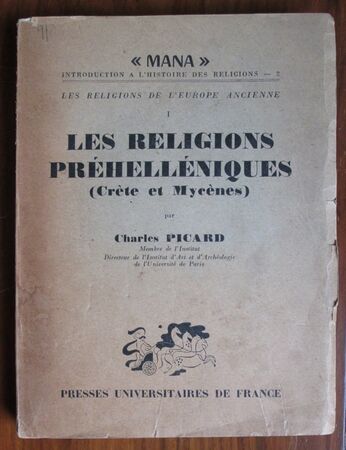 « MANA »
INTRODUCTION A L'HISTOIRE DES RELIGIONS — 2
LES RELIGIONS DE L'EUROPE ANCIENNE
I
LES RELIGIONS
PRÉHELLÉNIQUES
(Crète et Mycènes)
par
Charles PICARD
Membre de l'Institut
Directeur de l'Institut d'Art et d'Archéologie
de l'Université de Paris
PRESSES UNIVERSITAIRES DE FRANCE